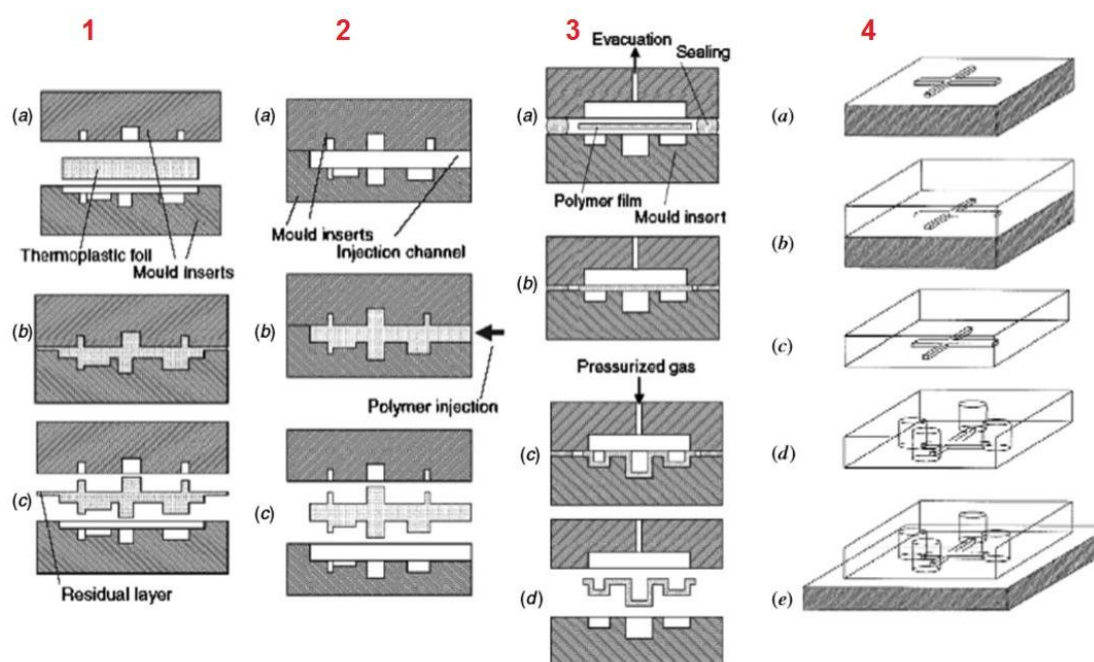 1
(a)
Thermoplastic foil
Mould inserts
(b)
(c)
Residual layer
2
(a)
Mould inserts
Injection channel
(b)
Polymer injection
(c)
3
Evacuation
Sealing
(a)
Polymer film
Mould insert
(b)
Pressurized gas
(c)
(d)
4
(a)
(b)
(c)
(d)
(e)